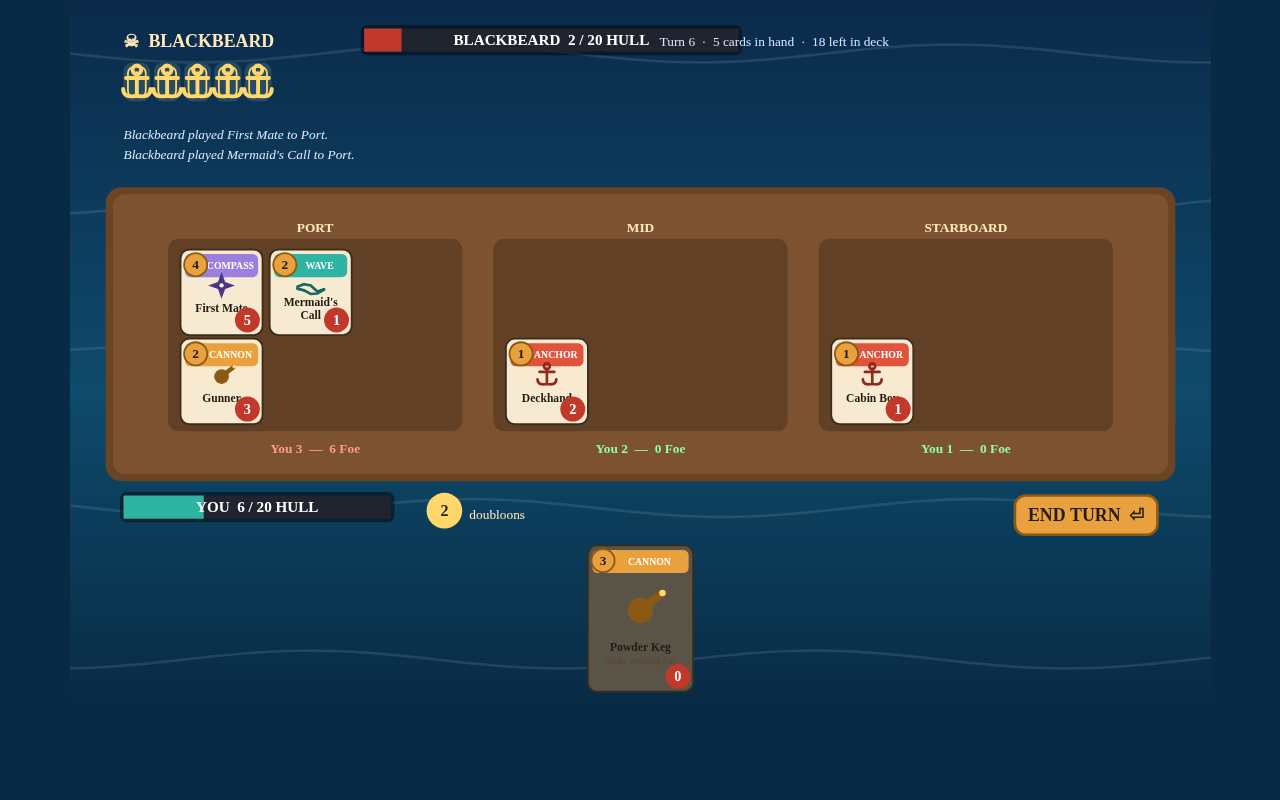 ☠ BLACKBEARD
BLACKBEARD 2 / 20 HULL
Turn 6 · 5 cards in hand · 18 left in deck
Blackbeard played First Mate to Port.
Blackbeard played Mermaid's Call to Port.
PORT
MID
STARBOARD
4 COMPASS
First Mate
5
2 WAVE
Mermaid's
Call
1
2 CANNON
Gunner
3
1 ANCHOR
Deckhand
2
1 ANCHOR
Cabin Boy
1
You 3 — 6 Foe
You 2 — 0 Foe
You 1 — 0 Foe
YOU 6 / 20 HULL
2 doubloons
END TURN ⏎
3 CANNON
Powder Keg
0